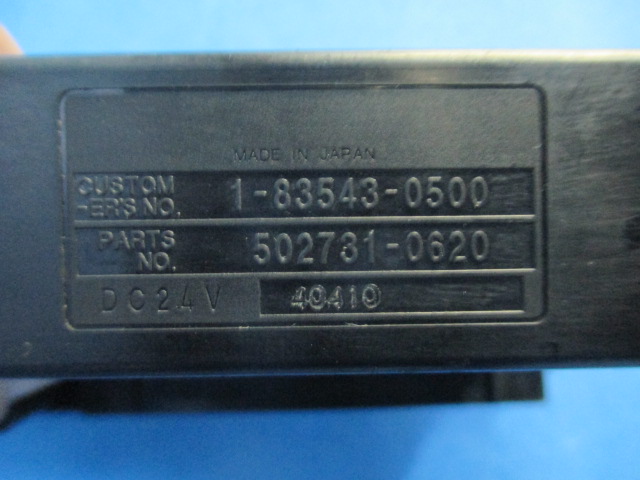 MADE IN JAPAN
CUSTOM
-ER'S NO.
1-83543-0500
PARTS
NO.
502731-0620
DC24V
40410